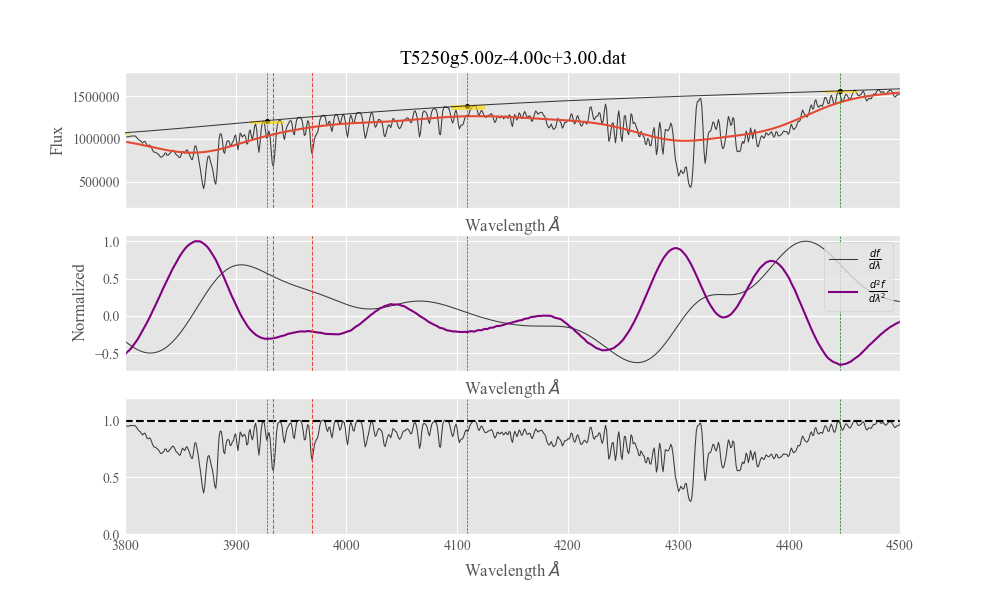 T5250g5.00z-4.00c+3.00.dat
1500000
1000000
500000
Flux
Wavelength Å
1.0
0.5
0.0
−0.5
Normalized
df/dλ
d²f/dλ²
Wavelength Å
1.0
0.5
0.0
3800 3900 4000 4100 4200 4300 4400 4500
Wavelength Å